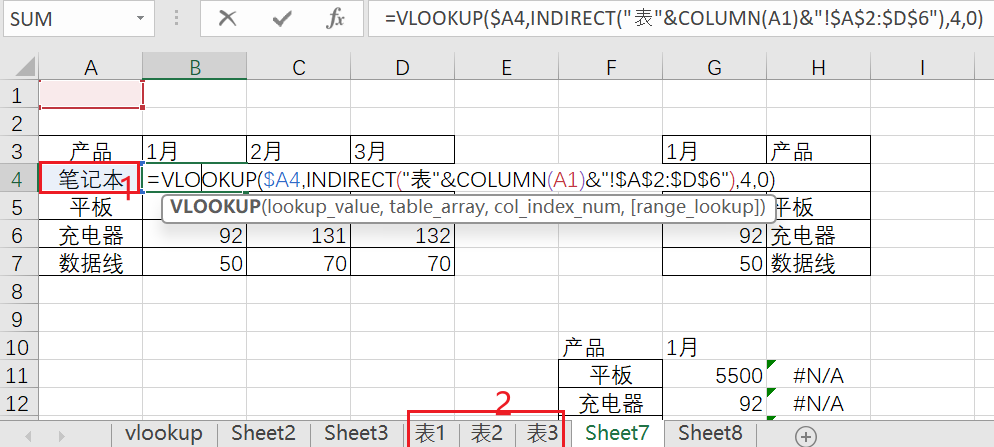 SUM fx =VLOOKUP($A4,INDIRECT("表"&COLUMN(A1)&"!$A$2:$D$6"),4,0)
A B C D E F G H I
1
2
3 产品 1月 2月 3月 1月 产品
4 笔记本 1 =VLOOKUP($A4,INDIRECT("表"&COLUMN(A1)&"!$A$2:$D$6"),4,0)
5 平板 VLOOKUP(lookup_value, table_array, col_index_num, [range_lookup]) 平板
6 充电器 92 131 132 92 充电器
7 数据线 50 70 70 50 数据线
8
9
10 产品 1月
11 平板 5500 #N/A
12 充电器 92 #N/A
2
vlookup Sheet2 Sheet3 表1 表2 表3 Sheet7 Sheet8